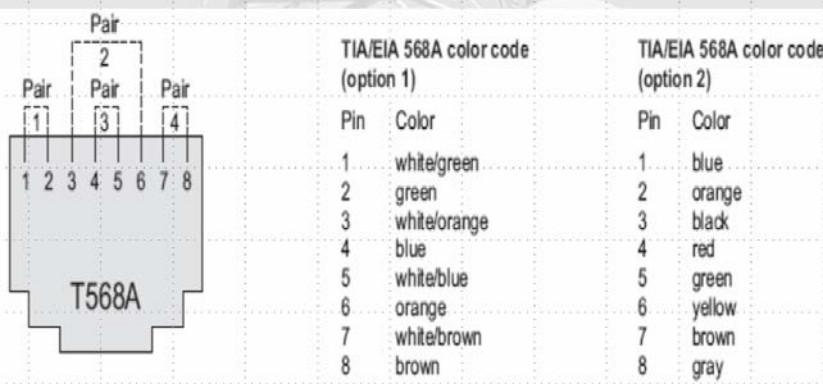 Pair
2
Pair Pair Pair
1 3 4
1 2 3 4 5 6 7 8
T568A
TIA/EIA 568A color code
(option 1)
Pin Color
1 white/green
2 green
3 white/orange
4 blue
5 white/blue
6 orange
7 white/brown
8 brown
TIA/EIA 568A color code
(option 2)
Pin Color
1 blue
2 orange
3 black
4 red
5 green
6 yellow
7 brown
8 gray